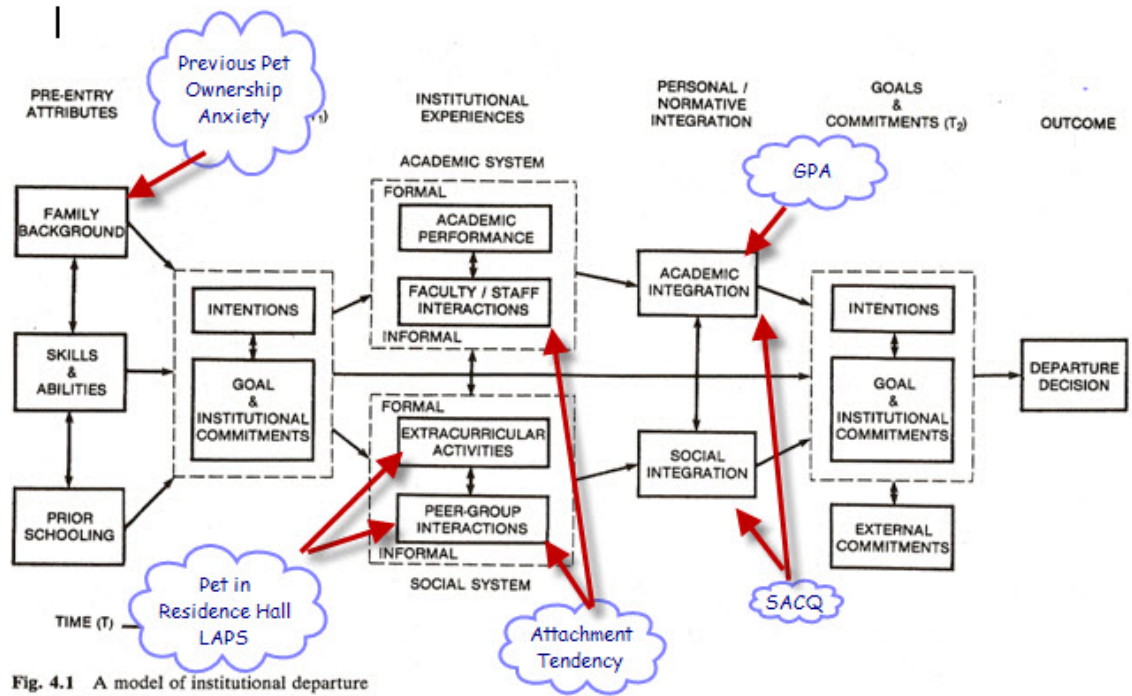 Previous Pet
Ownership
Anxiety
PRE-ENTRY
ATTRIBUTES
INSTITUTIONAL
EXPERIENCES
PERSONAL /
NORMATIVE
INTEGRATION
GOALS
&
COMMITMENTS (T₂)
OUTCOME
ACADEMIC SYSTEM
GPA
FORMAL
FAMILY
BACKGROUND
ACADEMIC
PERFORMANCE
ACADEMIC
INTEGRATION
INTENTIONS
FACULTY / STAFF
INTERACTIONS
INTENTIONS
INFORMAL
SKILLS
&
ABILITIES
GOAL
&
INSTITUTIONAL
COMMITMENTS
GOAL
&
INSTITUTIONAL
COMMITMENTS
DEPARTURE
DECISION
FORMAL
EXTRACURRICULAR
ACTIVITIES
SOCIAL
INTEGRATION
PRIOR
SCHOOLING
PEER-GROUP
INTERACTIONS
EXTERNAL
COMMITMENTS
INFORMAL
SOCIAL SYSTEM
Pet in
Residence Hall
LAPS
SACQ
Attachment
Tendency
TIME (T)
Fig. 4.1 A model of institutional departure